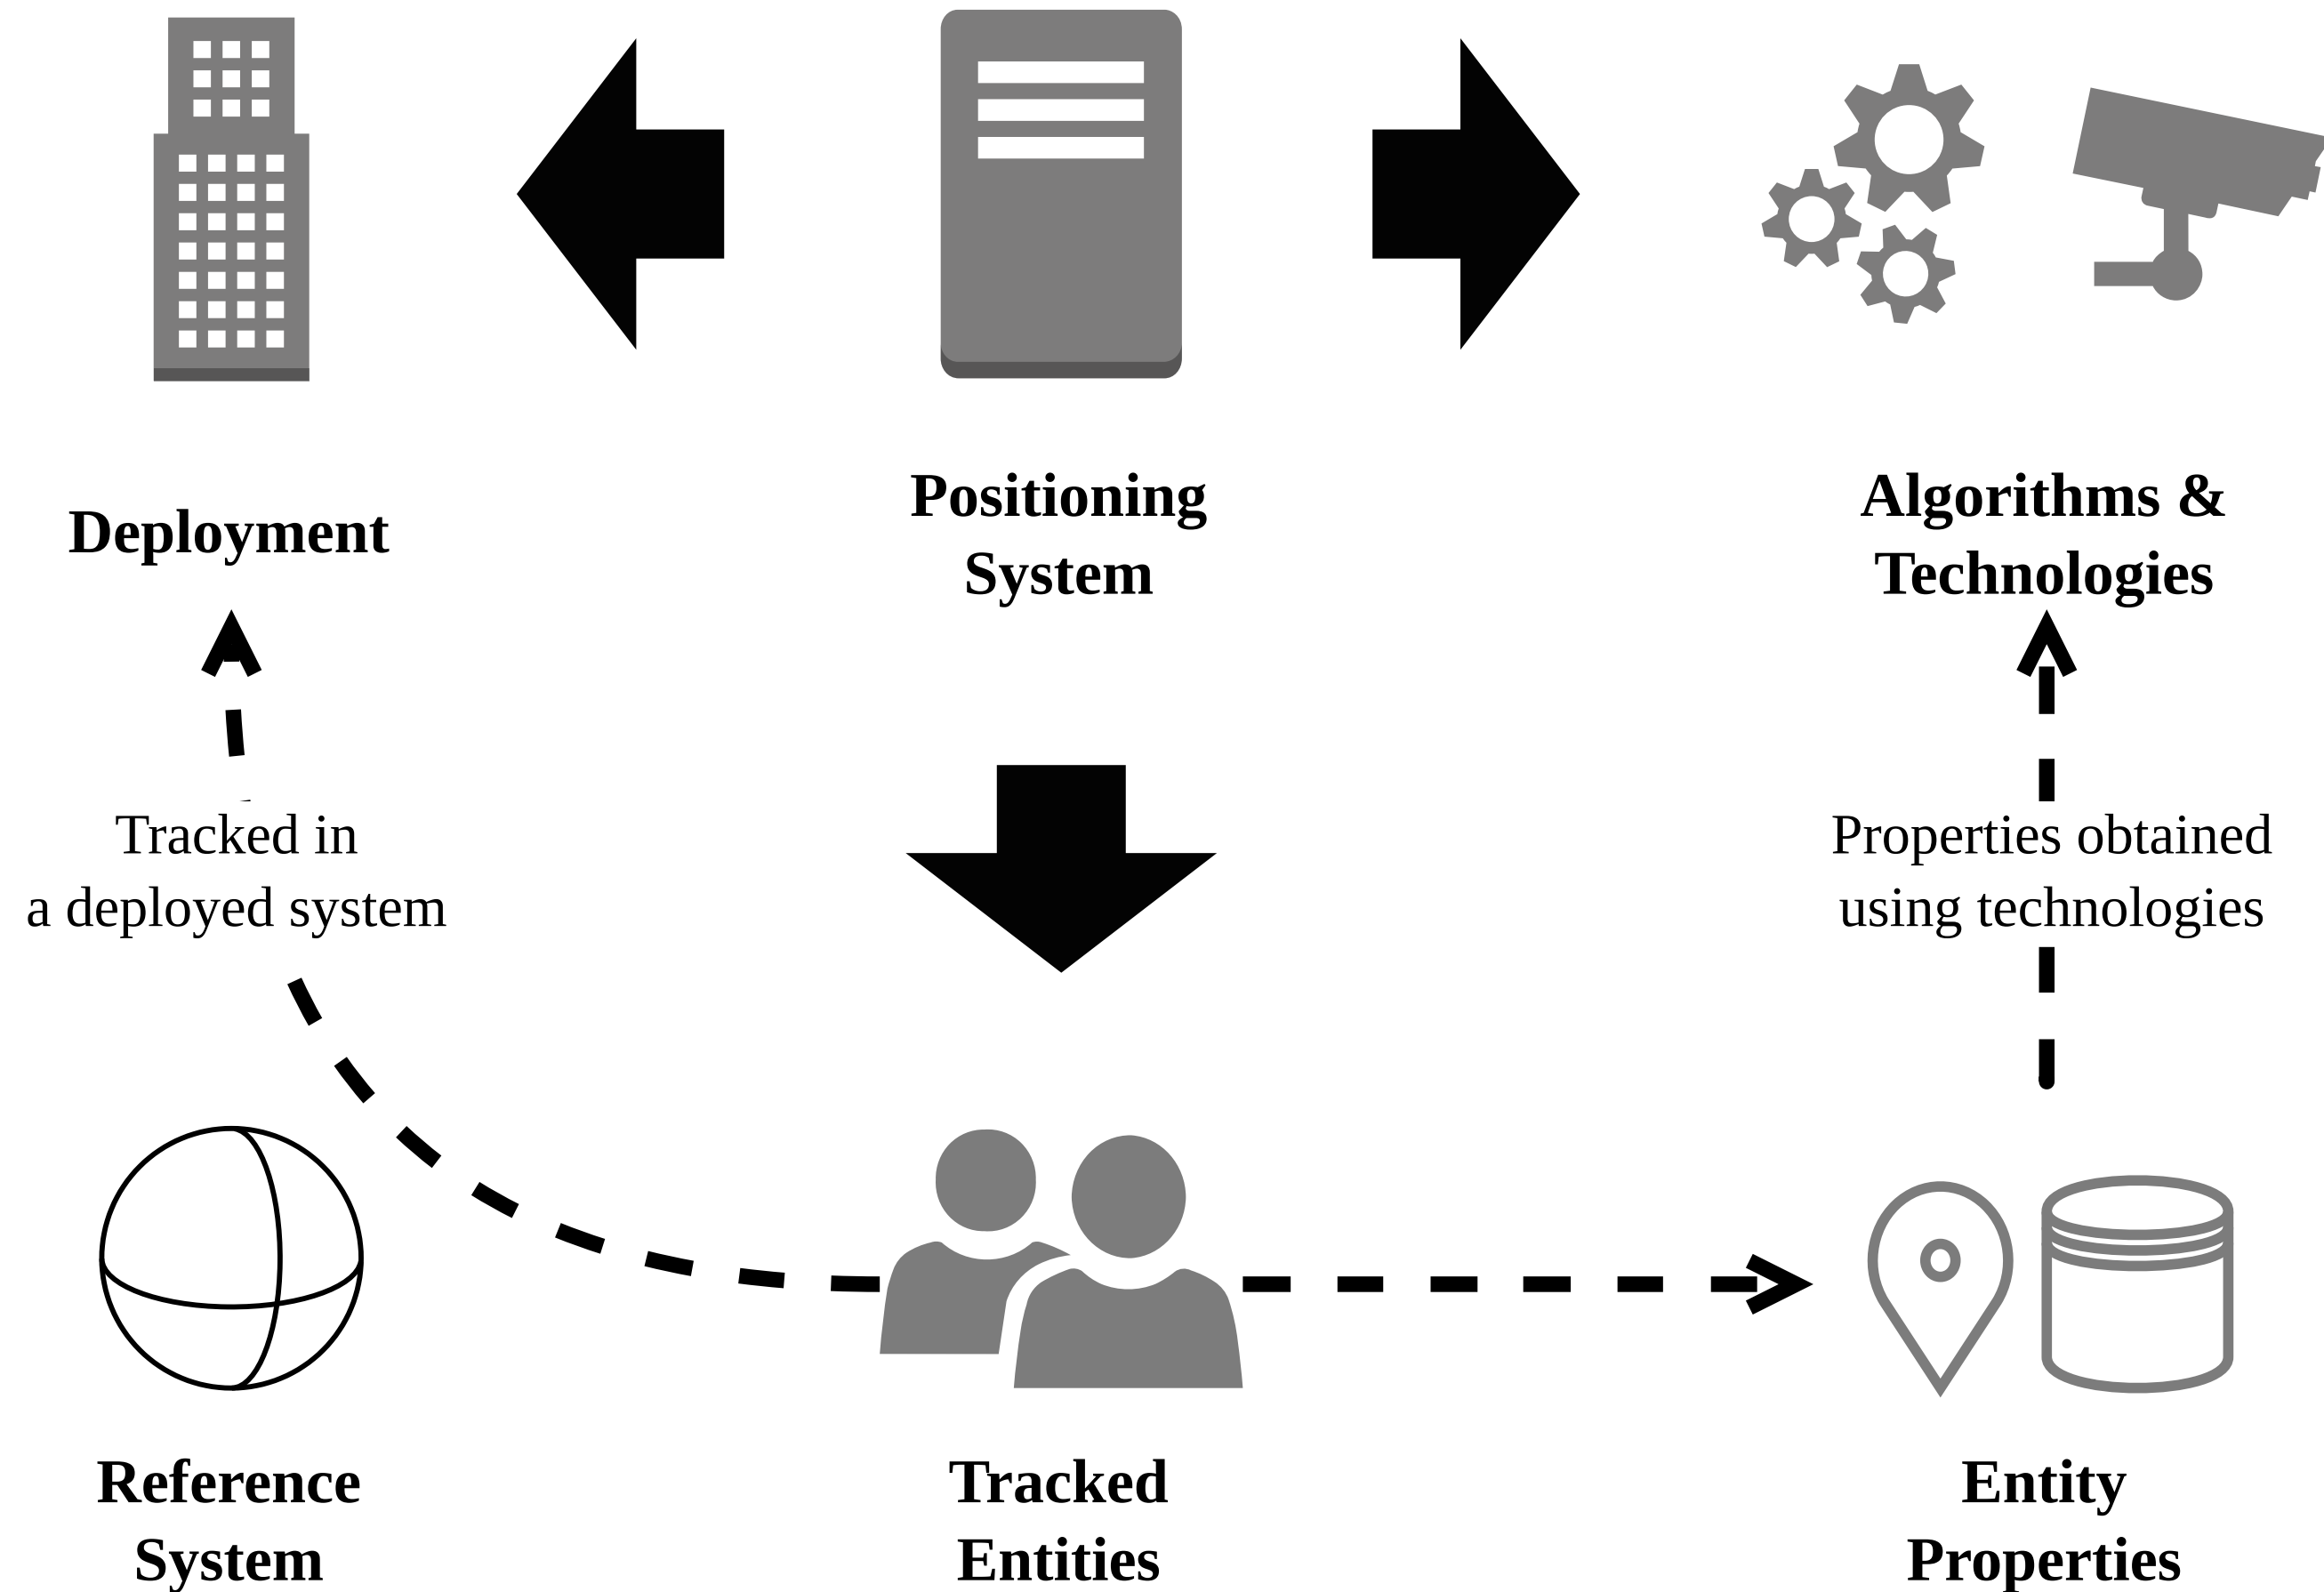 Deployment
Positioning
System
Algorithms &
Technologies
Tracked in
a deployed system
Properties obtained
using technologies
Reference
System
Tracked
Entities
Entity
Properties